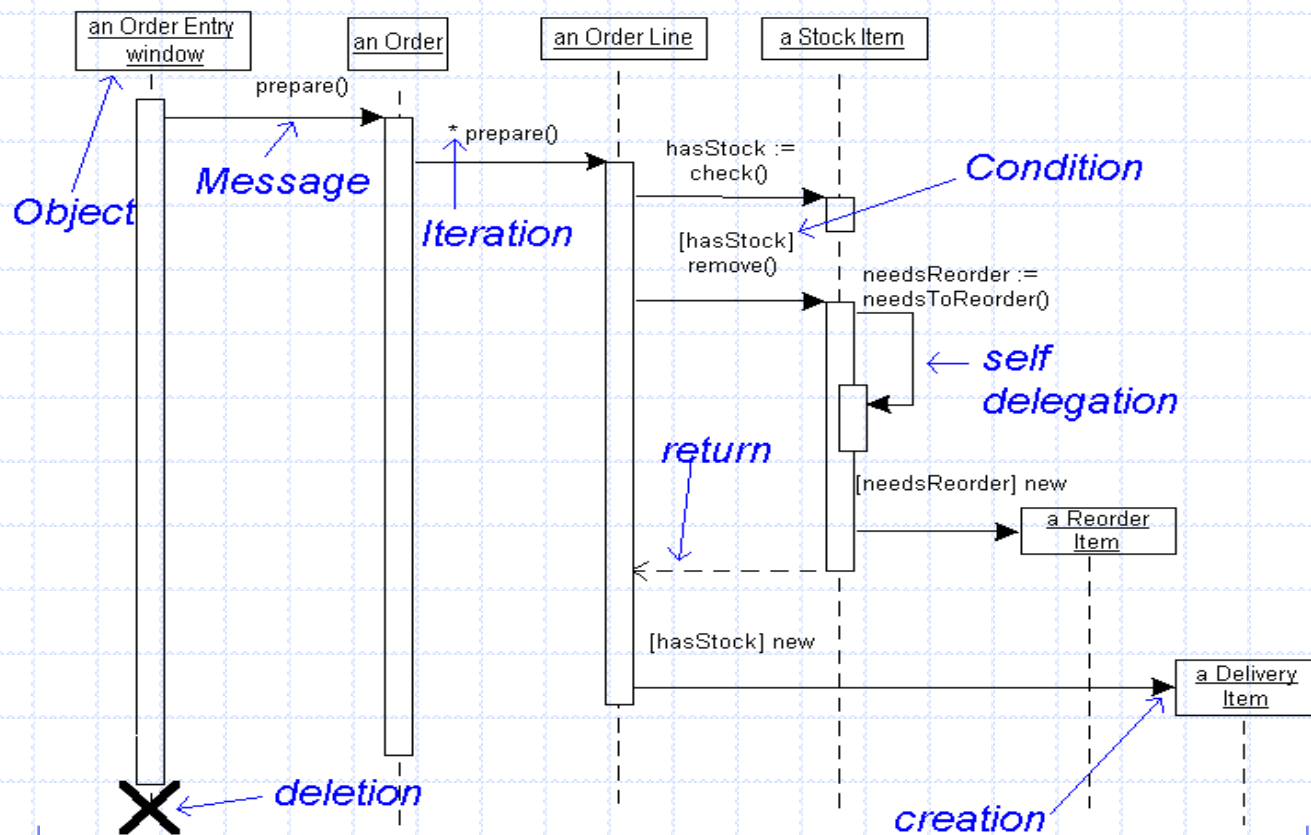 an Order Entry
window
an Order
an Order Line
a Stock Item
prepare()
* prepare()
hasStock :=
check()
Condition
Message
Object
Iteration
[hasStock]
remove()
needsReorder :=
needsToReorder()
self
delegation
return
[needsReorder] new
a Reorder
Item
[hasStock] new
a Delivery
Item
deletion
creation